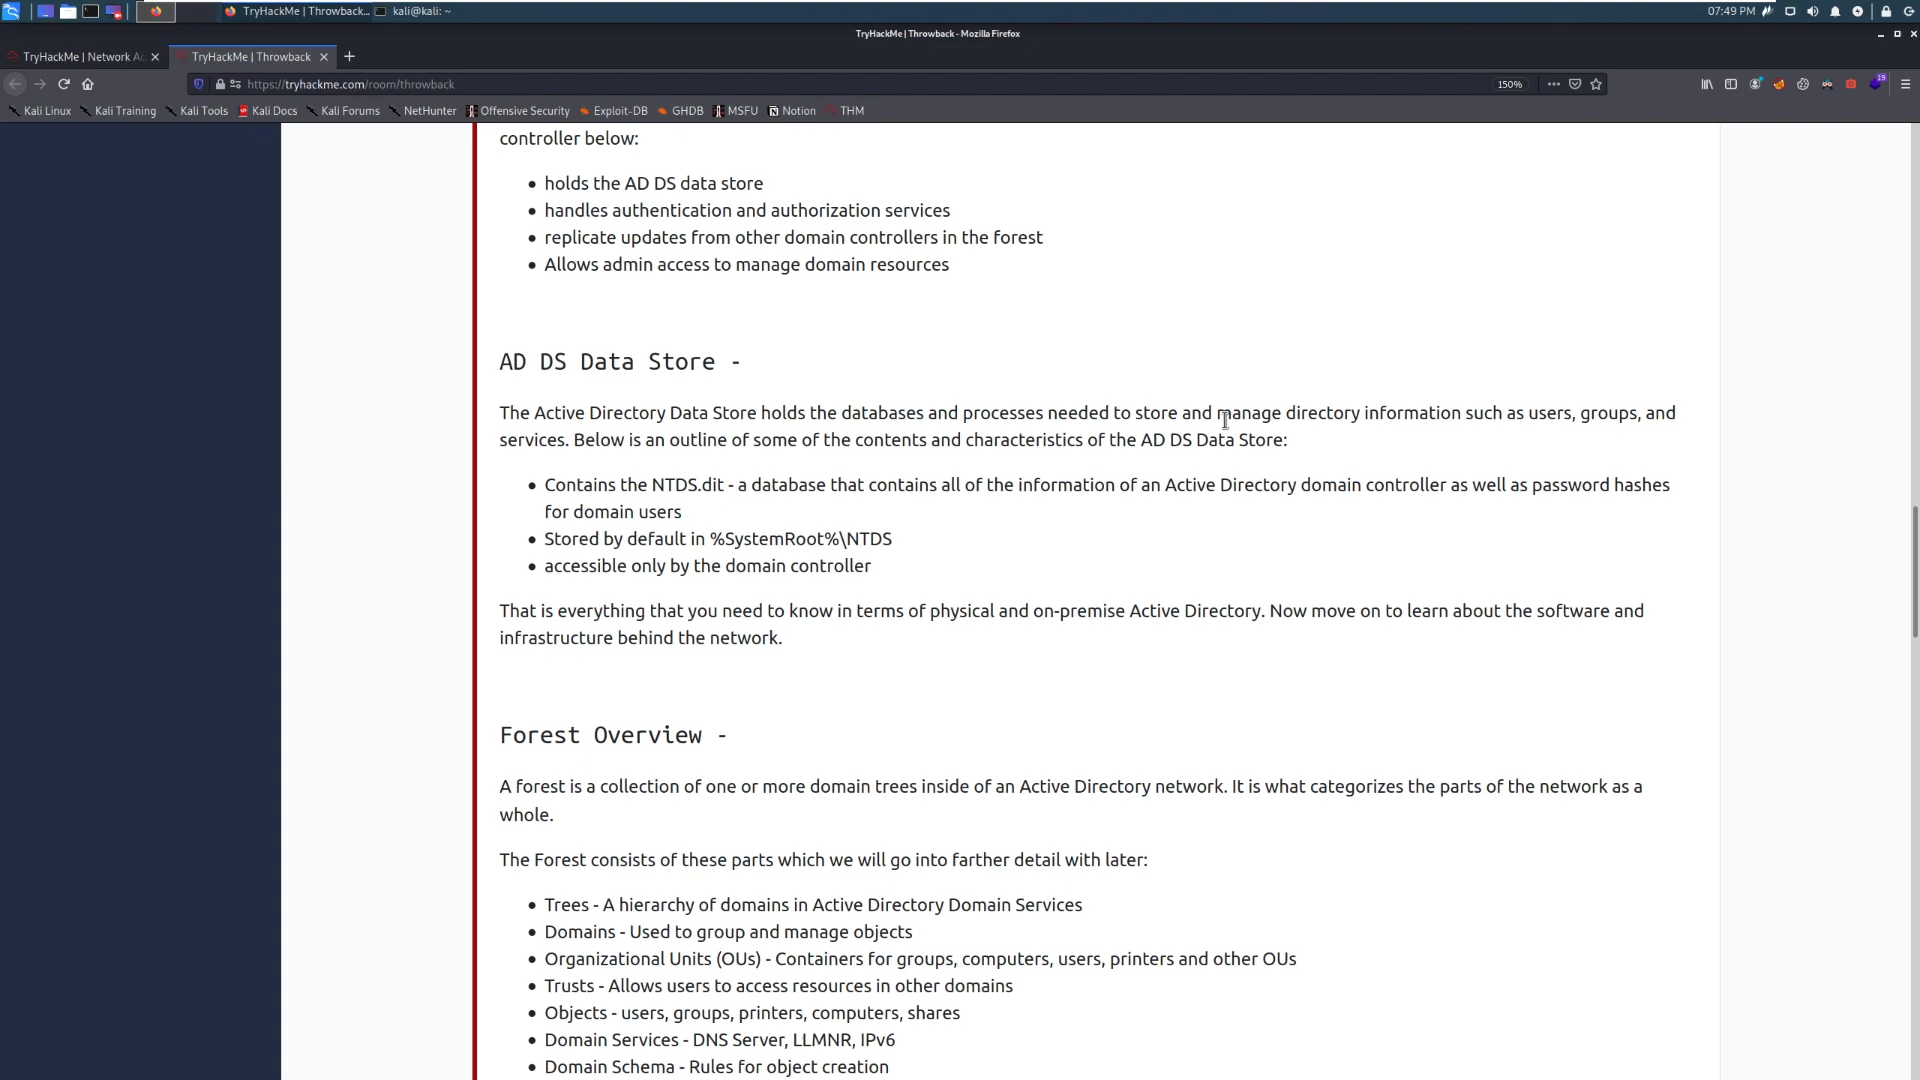 TryHackMe | Throwback...
kali@kali: ~
07:49 PM
TryHackMe | Throwback - Mozilla Firefox
TryHackMe | Network Ac
TryHackMe | Throwback
https://tryhackme.com/room/throwback
150%
19
Kali Linux
Kali Training
Kali Tools
Kali Docs
Kali Forums
NetHunter
Offensive Security
Exploit-DB
GHDB
MSFU
Notion
THM
controller below:
• holds the AD DS data store
• handles authentication and authorization services
• replicate updates from other domain controllers in the forest
• Allows admin access to manage domain resources
AD DS Data Store -
The Active Directory Data Store holds the databases and processes needed to store and manage directory information such as users, groups, and
services. Below is an outline of some of the contents and characteristics of the AD DS Data Store:
• Contains the NTDS.dit - a database that contains all of the information of an Active Directory domain controller as well as password hashes
for domain users
• Stored by default in %SystemRoot%\NTDS
• accessible only by the domain controller
That is everything that you need to know in terms of physical and on-premise Active Directory. Now move on to learn about the software and
infrastructure behind the network.
Forest Overview -
A forest is a collection of one or more domain trees inside of an Active Directory network. It is what categorizes the parts of the network as a
whole.
The Forest consists of these parts which we will go into farther detail with later:
• Trees - A hierarchy of domains in Active Directory Domain Services
• Domains - Used to group and manage objects
• Organizational Units (OUs) - Containers for groups, computers, users, printers and other OUs
• Trusts - Allows users to access resources in other domains
• Objects - users, groups, printers, computers, shares
• Domain Services - DNS Server, LLMNR, IPv6
• Domain Schema - Rules for object creation